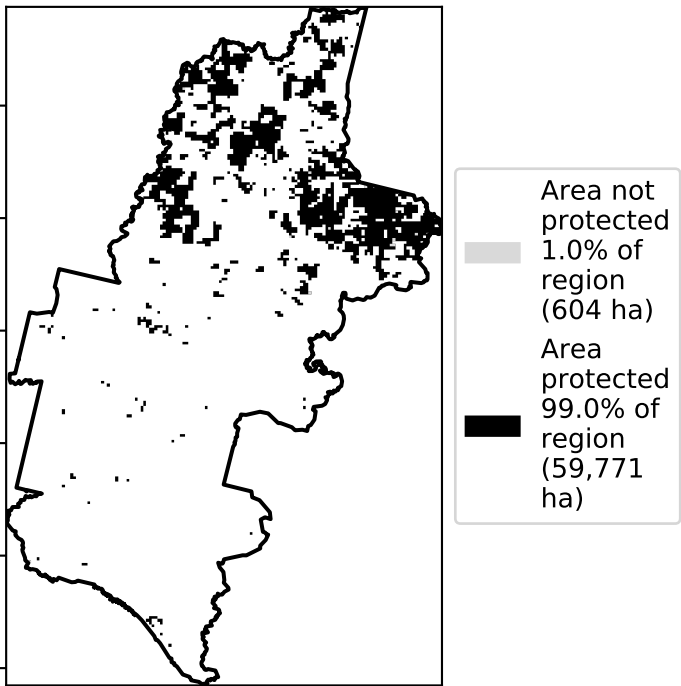 Area not
protected
1.0% of
region
(604 ha)
Area
protected
99.0% of
region
(59,771
ha)